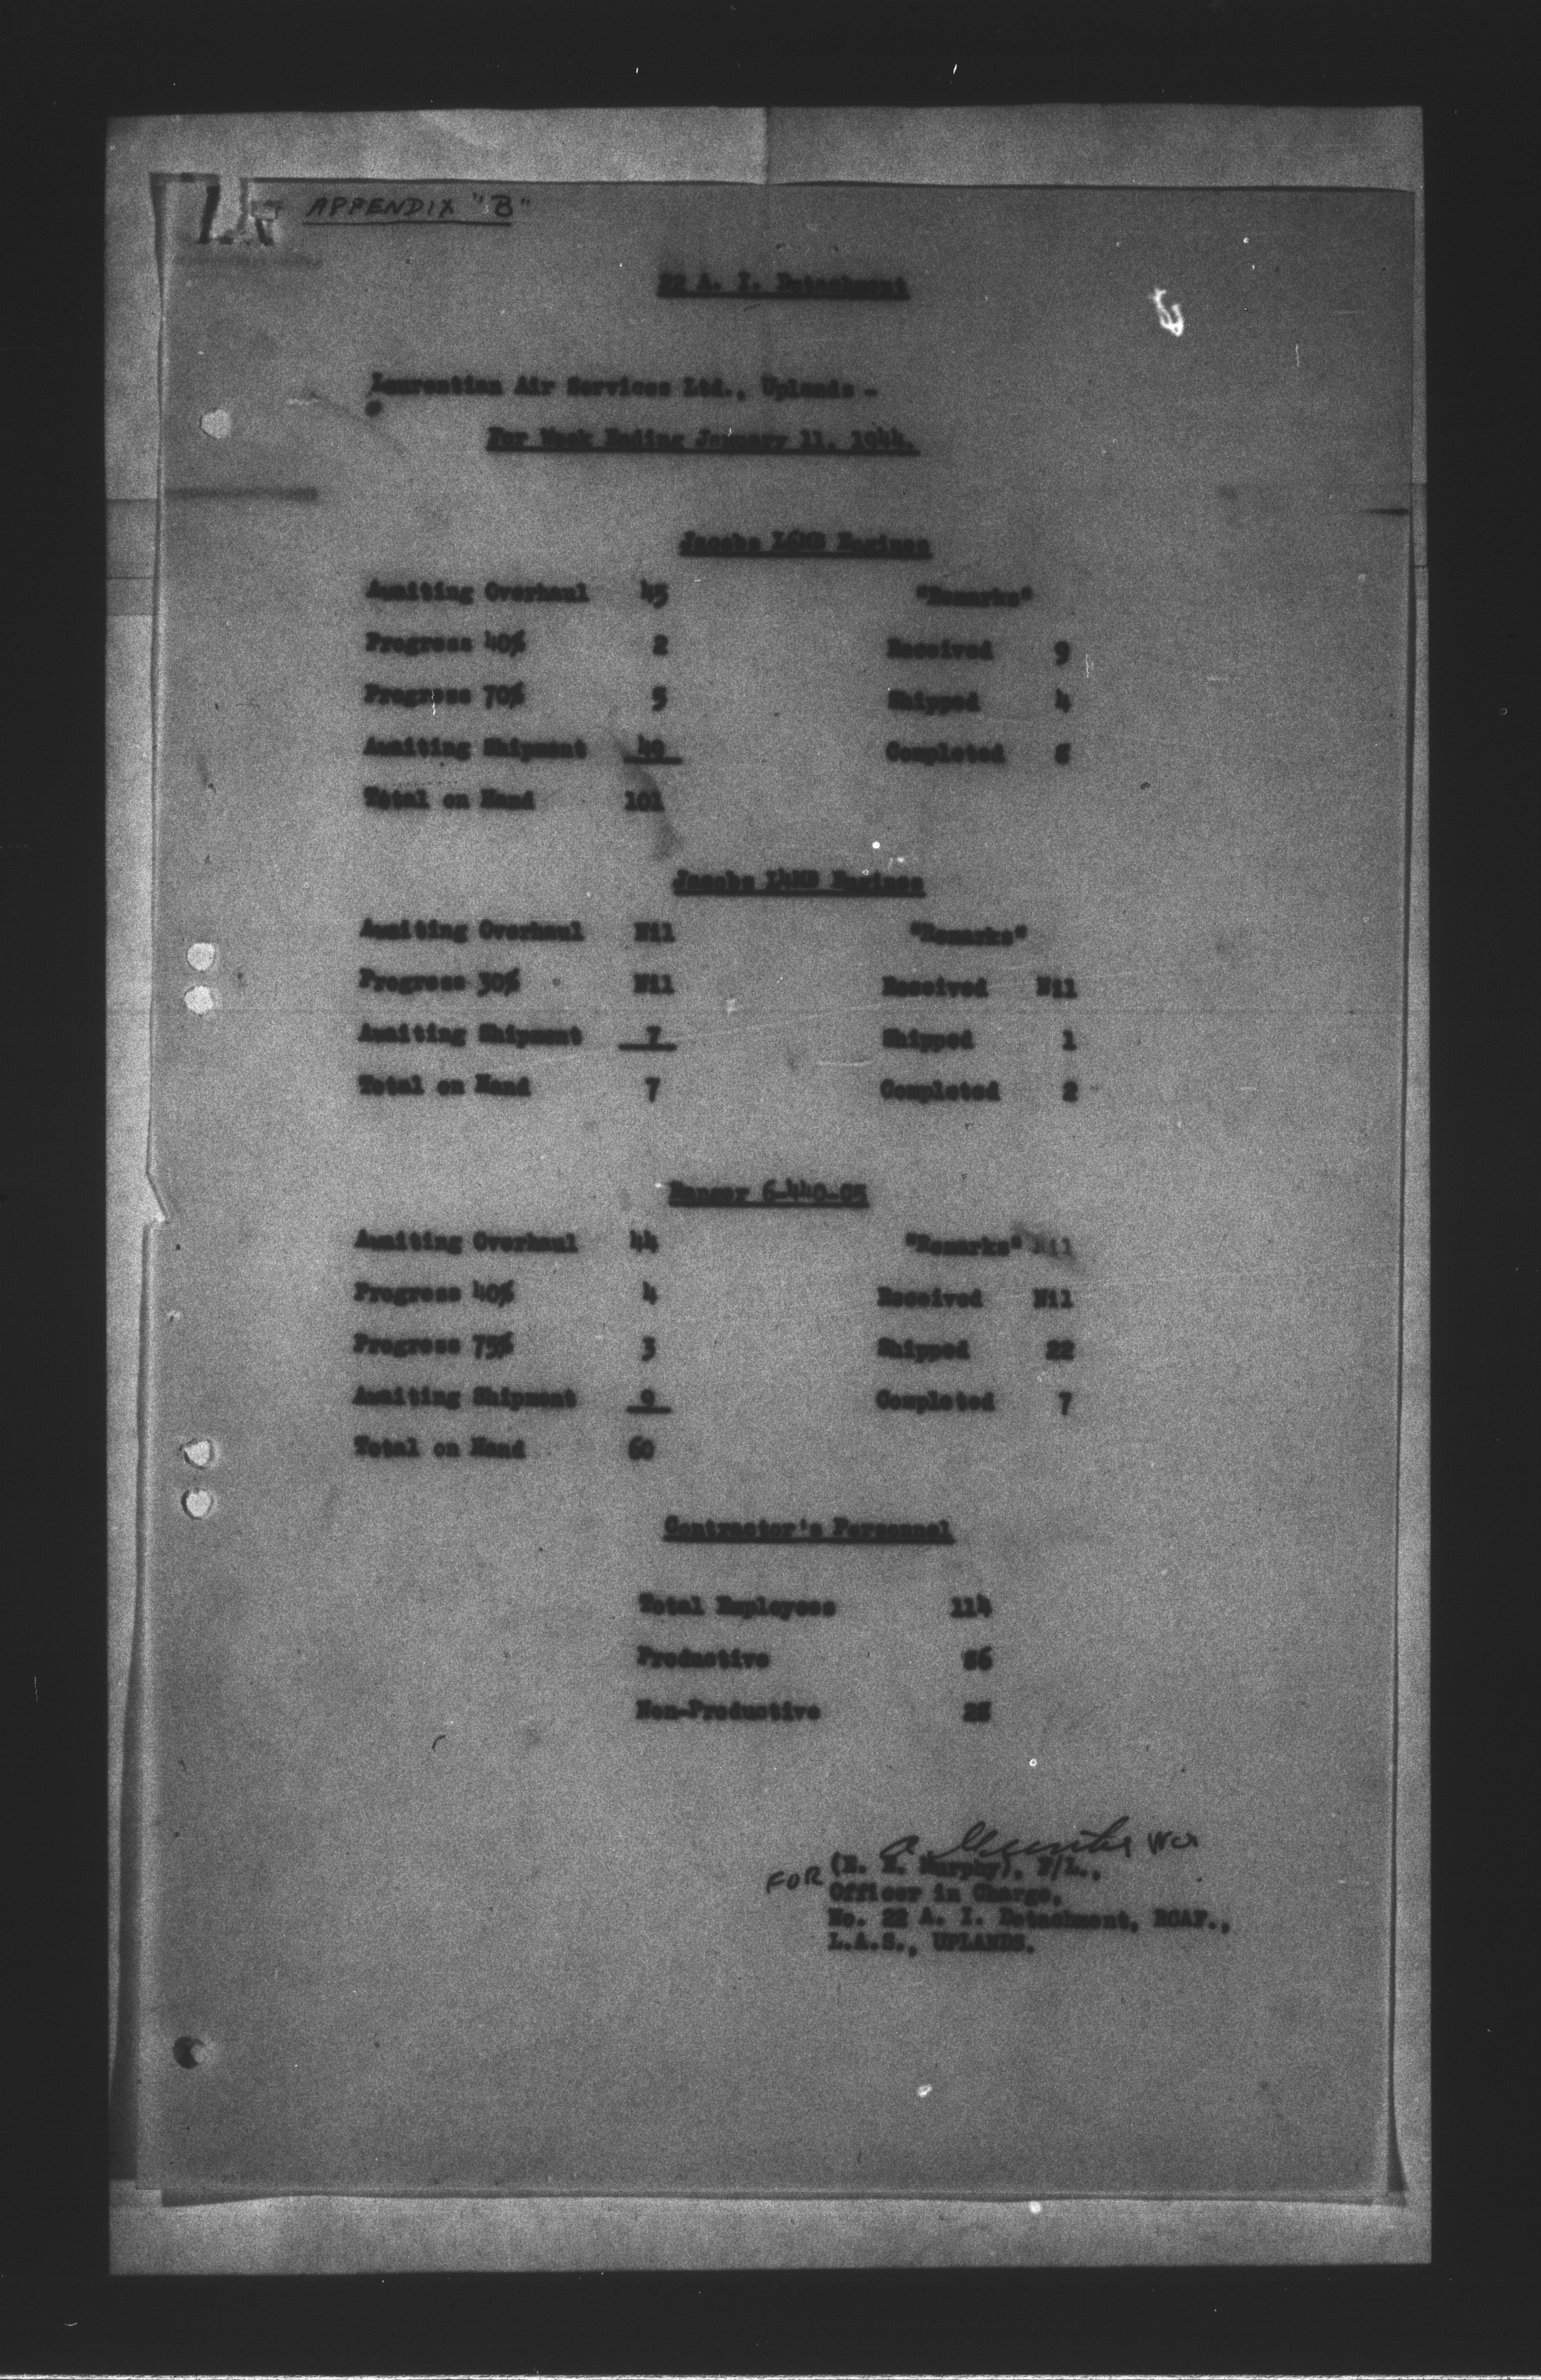 APPENDIX "B"
22 A. I. Detachment
Laurentian Air Services Ltd., Uplands -
For Week Ending January 11, 1944.
Jacobs L6MB Engines
Awaiting Overhaul 45 "Remarks"
Progress 40% 2 Received 9
Progress 70% 5 Shipped 4
Awaiting Shipment 49 Completed 8
Total on Hand 101
Jacobs L4MB Engines
Awaiting Overhaul Nil "Remarks"
Progress 30% Nil Received Nil
Awaiting Shipment 7 Shipped 1
Total on Hand 7 Completed 2
Ranger 6-440-C5
Awaiting Overhaul 44 "Remarks" Nil
Progress 40% 4 Received Nil
Progress 75% 3 Shipped 22
Awaiting Shipment 9 Completed 7
Total on Hand 60
Contractor's Personnel
Total Employees 114
Productive 86
Non-Productive 28
FOR Murphy), F/L.,
Officer in Charge,
No. 22 A. I. Detachment, RCAF.,
L.A.S., UPLANDS.